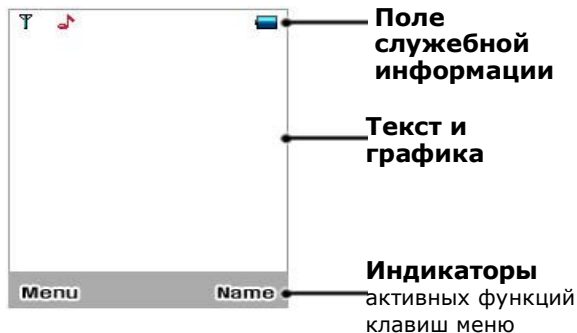 Поле
служебной
информации
Текст и
графика
Menu
Name
Индикаторы
активных функций
клавиш меню